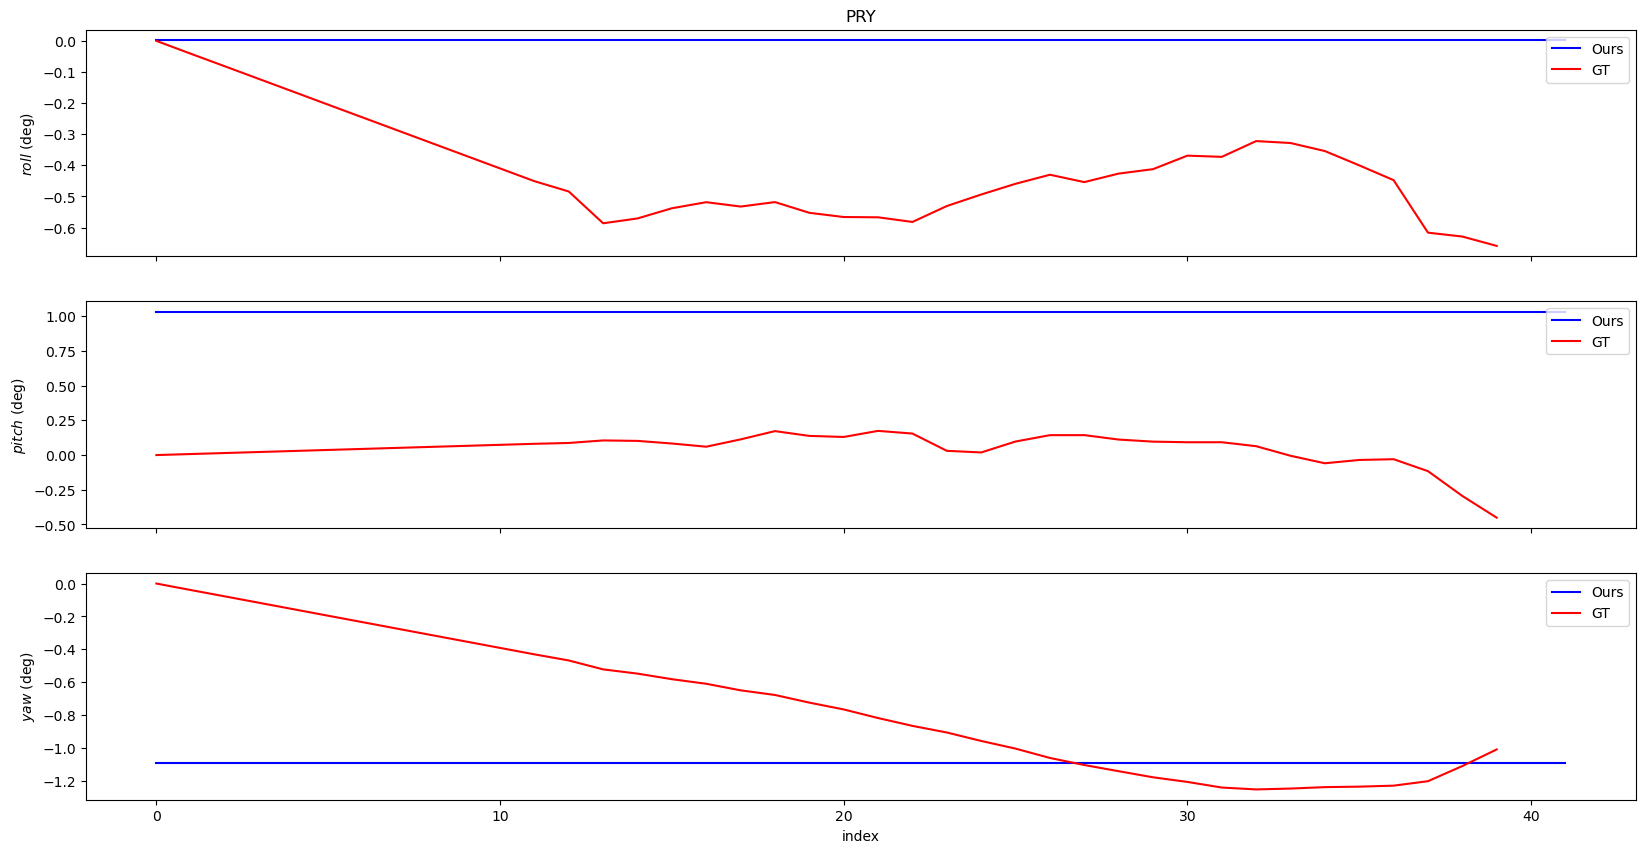 PRY
0.0
−0.1
−0.2
−0.3
−0.4
−0.5
−0.6
roll (deg)
Ours
GT
1.00
0.75
0.50
0.25
0.00
−0.25
−0.50
pitch (deg)
Ours
GT
0.0
−0.2
−0.4
−0.6
−0.8
−1.0
−1.2
yaw (deg)
Ours
GT
0 10 20 30 40
index